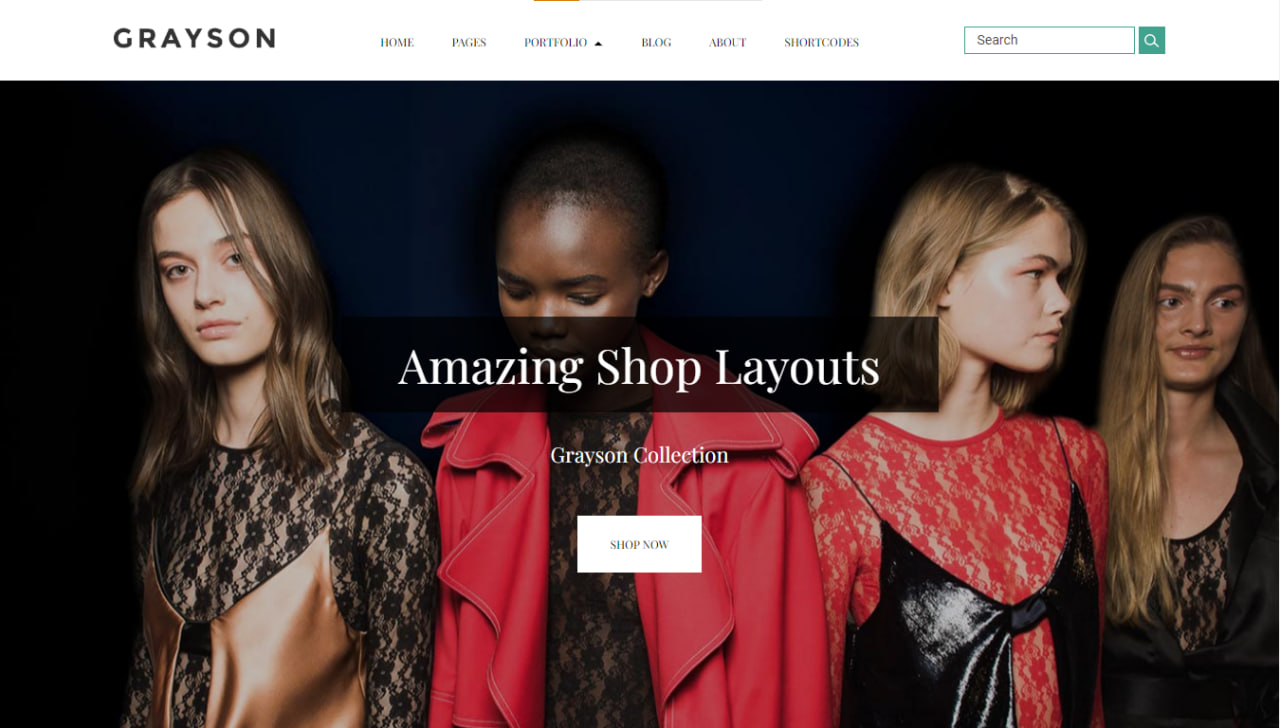 GRAYSON
HOME
PAGES
PORTFOLIO
BLOG
ABOUT
SHORTCODES
Search
Amazing Shop Layouts
Grayson Collection
SHOP NOW